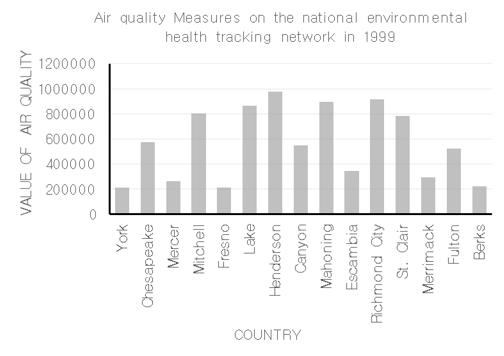 Air quality Measures on the national environmental
health tracking network in 1999
VALUE OF AIR QUALITY
1200000
1000000
800000
600000
400000
200000
0
York
Chesapeake
Mercer
Mitchell
Fresno
Lake
Henderson
Canyon
Mahoning
Escambia
Richmond City
St. Clair
Merrimack
Fulton
Berks
COUNTRY